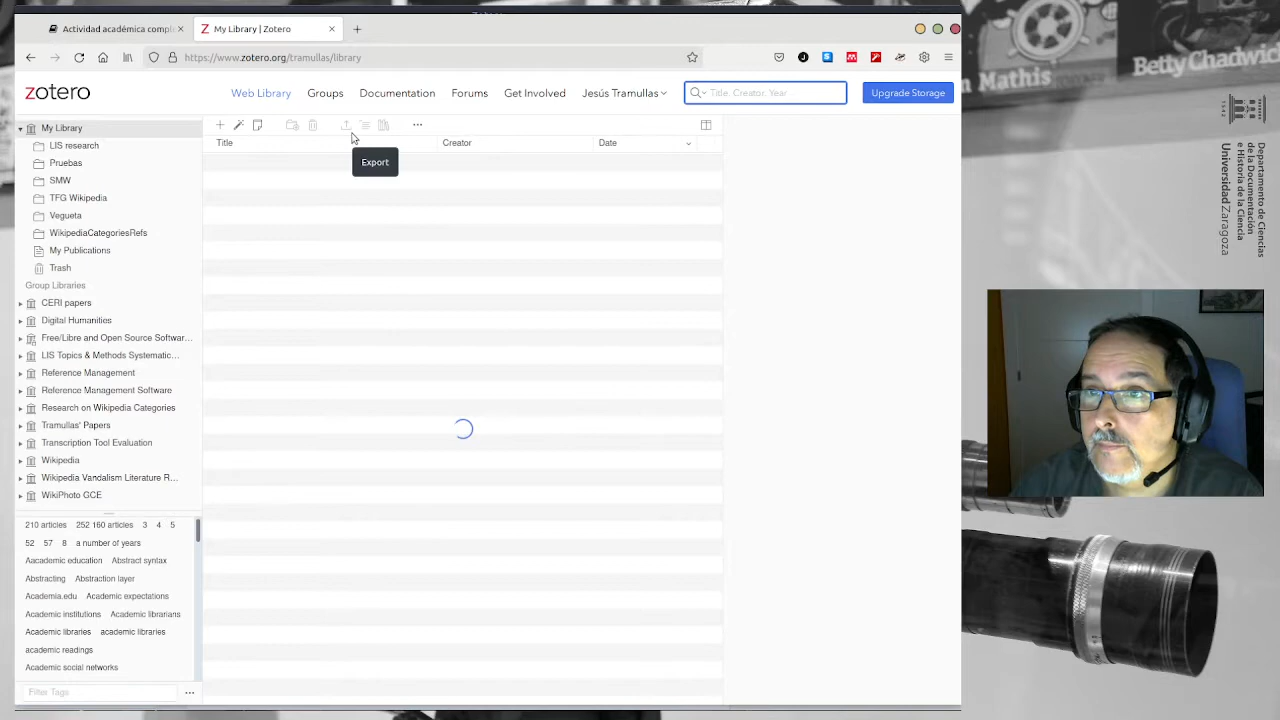 Actividad académica compl
My Library | Zotero
https://www.zotero.org/tramullas/library
zotero
Web Library
Groups
Documentation
Forums
Get Involved
Jesús Tramullas
Title, Creator, Year
Upgrade Storage
My Library
LIS research
Pruebas
SMW
TFG Wikipedia
Vegueta
WikipediaCategoriesRefs
My Publications
Trash
Group Libraries
CERI papers
Digital Humanities
Free/Libre and Open Source Softwar...
LIS Topics & Methods Systematic...
Reference Management
Reference Management Software
Research on Wikipedia Categories
Tramullas' Papers
Transcription Tool Evaluation
Wikipedia
Wikipedia Vandalism Literature R...
WikiPhoto GCE
210 articles 252 160 articles 3 4 5
52 57 8 a number of years
Aacademic education Abstract syntax
Abstracting Abstraction layer
Academia.edu Academic expectations
Academic institutions Academic librarians
Academic libraries academic libraries
academic readings
Academic social networks
Filter Tags
Title
Creator
Date
Export
Mathis
Betty Chadwi
1542
Departamento de Ciencias
de la Documentación
e Historia de la Ciencia
Universidad Zaragoza